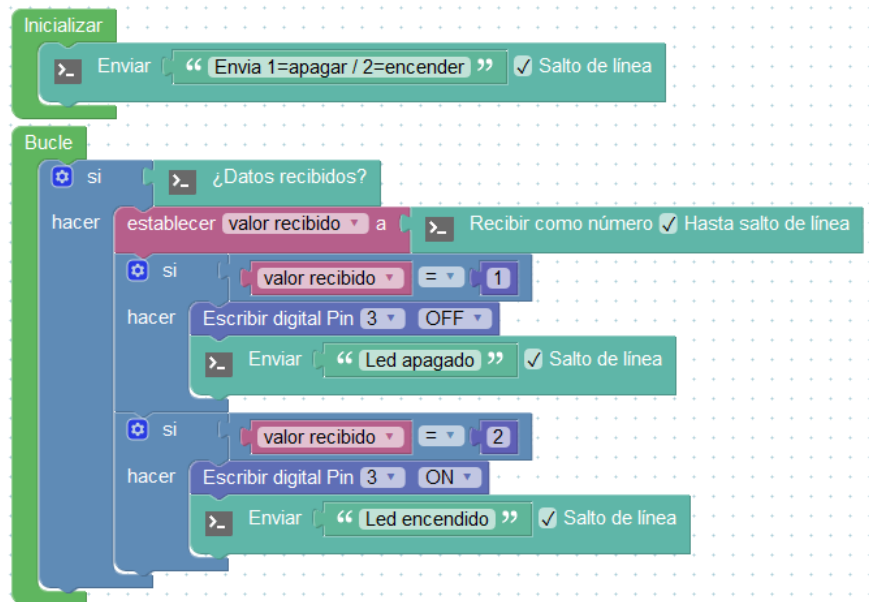 Inicializar
Enviar “ Envia 1=apagar / 2=encender ” Salto de línea
Bucle
si ¿Datos recibidos?
hacer establecer valor recibido a Recibir como número Hasta salto de línea
si valor recibido = 1
hacer Escribir digital Pin 3 OFF
Enviar “ Led apagado ” Salto de línea
si valor recibido = 2
hacer Escribir digital Pin 3 ON
Enviar “ Led encendido ” Salto de línea